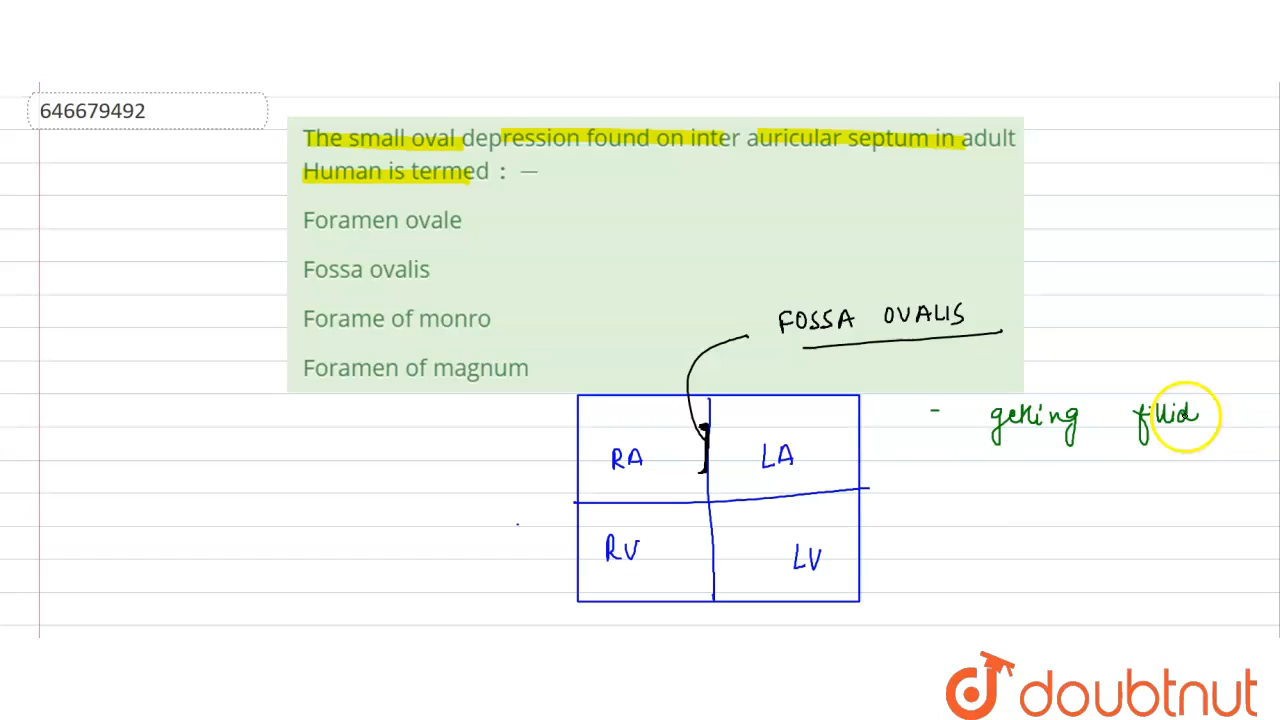 646679492
The small oval depression found on inter auricular septum in adult
Human is termed : —
Foramen ovale
Fossa ovalis
Forame of monro
Foramen of magnum
FOSSA OVALIS
- getting
RA
LA
RV
LV
doubtnut